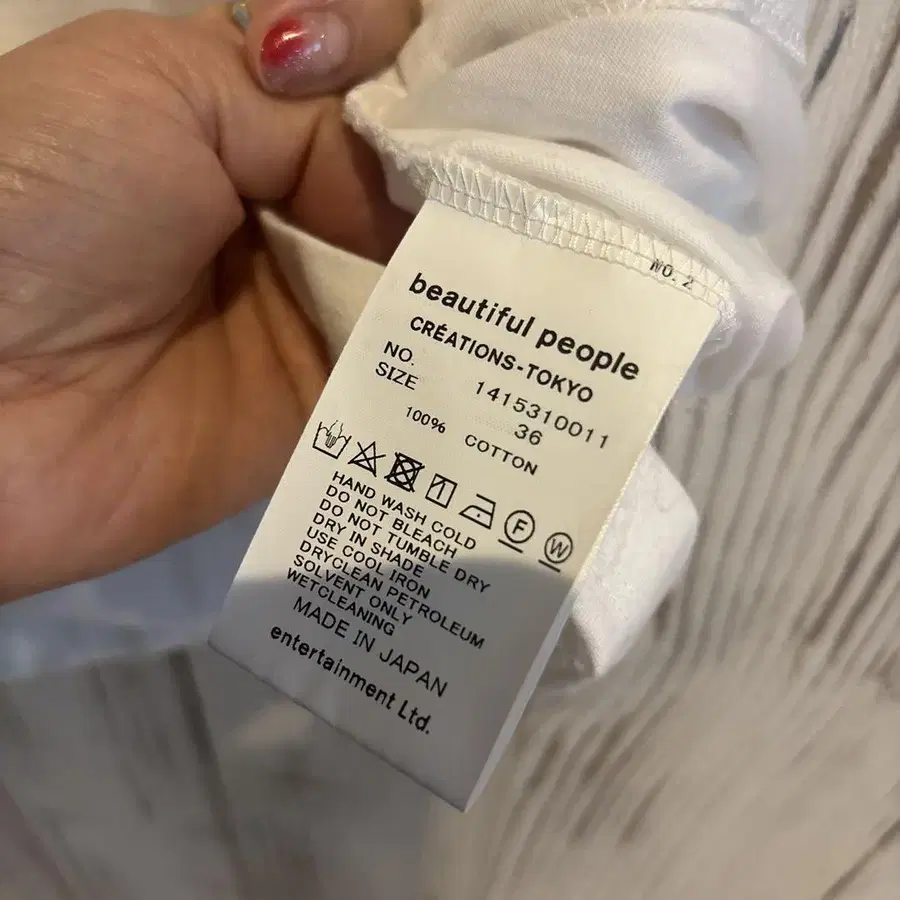 NO. 2
beautiful people
CRÉATIONS-TOKYO
NO. 1415310011
SIZE 36
100% COTTON
F W
HAND WASH COLD
DO NOT BLEACH
DO NOT TUMBLE DRY
DRY IN SHADE
USE COOL IRON
DRYCLEAN PETROLEUM
SOLVENT ONLY
WETCLEANING
MADE IN JAPAN
entertainment Ltd.